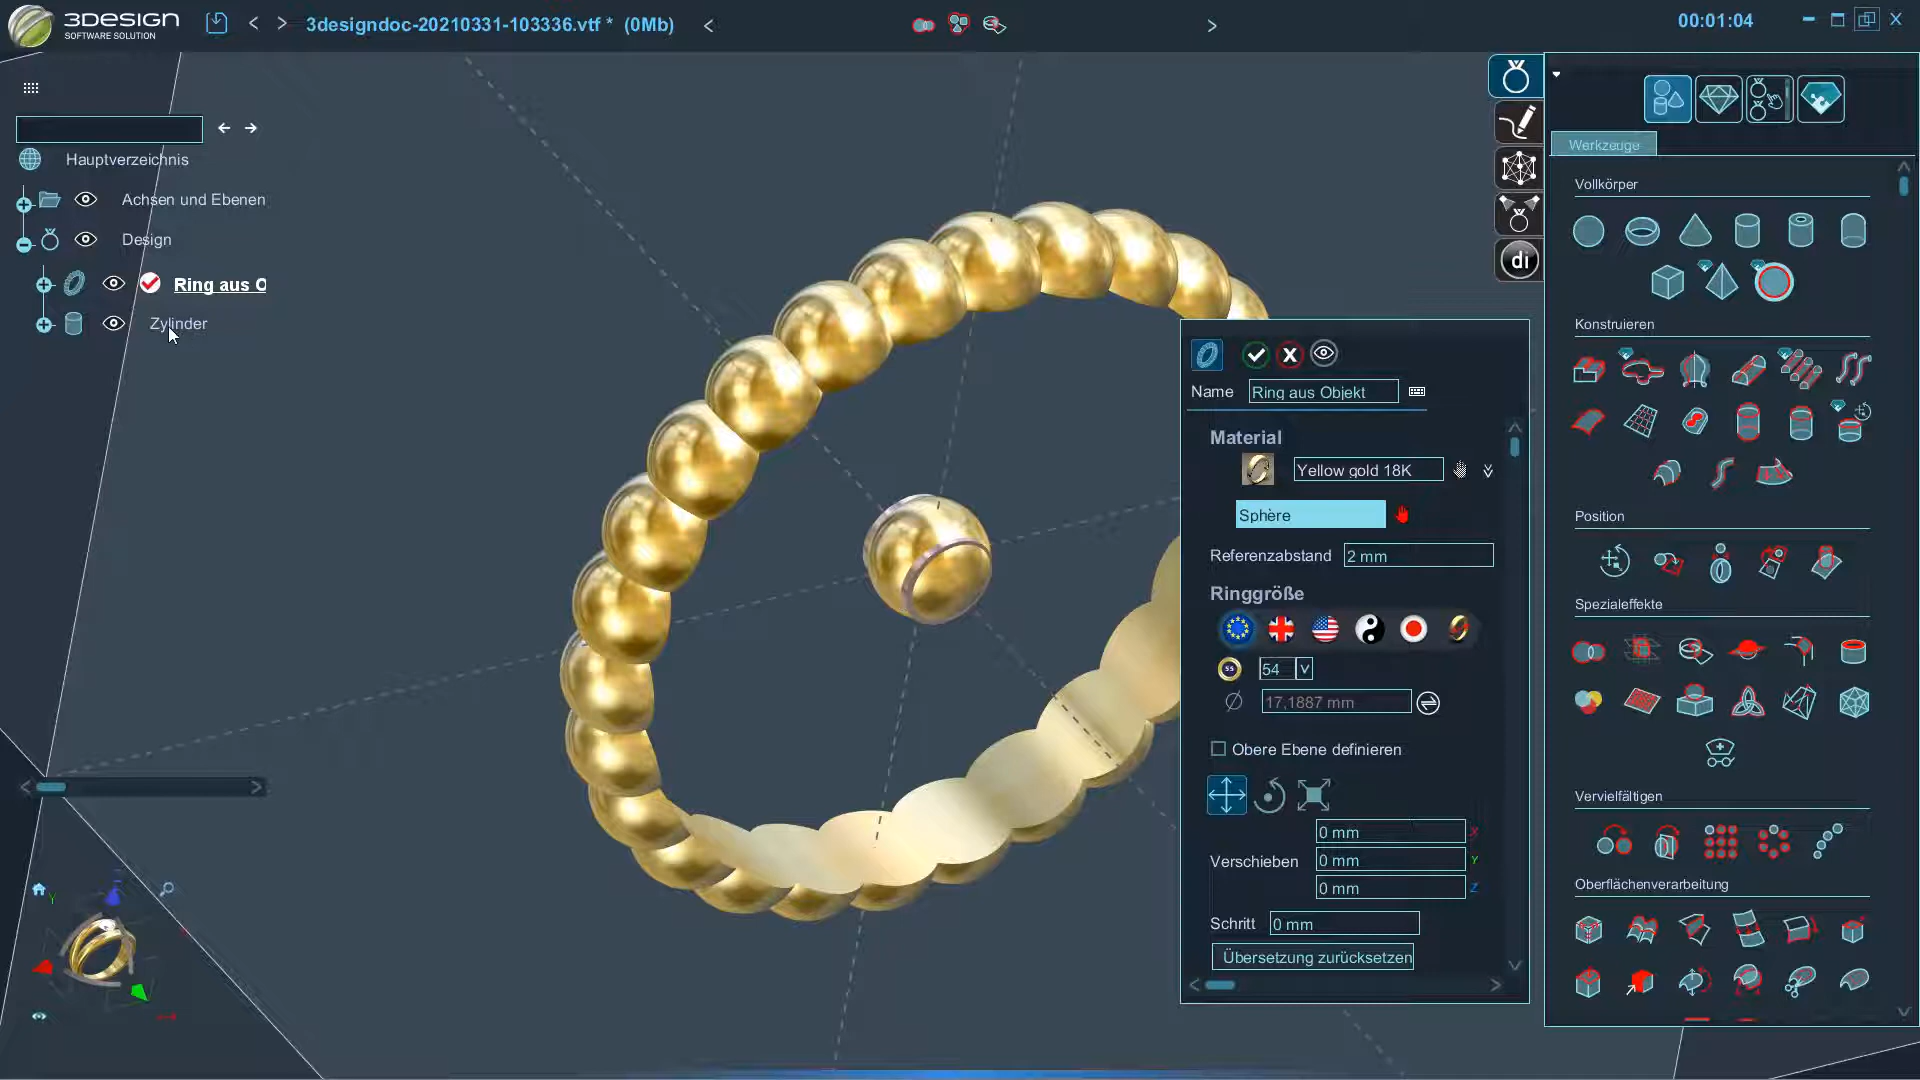 3DESIGN
SOFTWARE SOLUTION
3designdoc-20210331-103336.vtf * (0Mb)
00:01:04
Hauptverzeichnis
Achsen und Ebenen
Design
Ring aus O
Zylinder
di
Werkzeuge
Vollkörper
Konstruieren
Position
Spezialeffekte
Vervielfältigen
Oberflächenverarbeitung
Name Ring aus Objekt
Material
Yellow gold 18K
Sphère
Referenzabstand 2 mm
Ringgröße
55 54
17,1887 mm
Obere Ebene definieren
0 mm X
Verschieben 0 mm Y
0 mm Z
Schritt 0 mm
Übersetzung zurücksetzen
Y